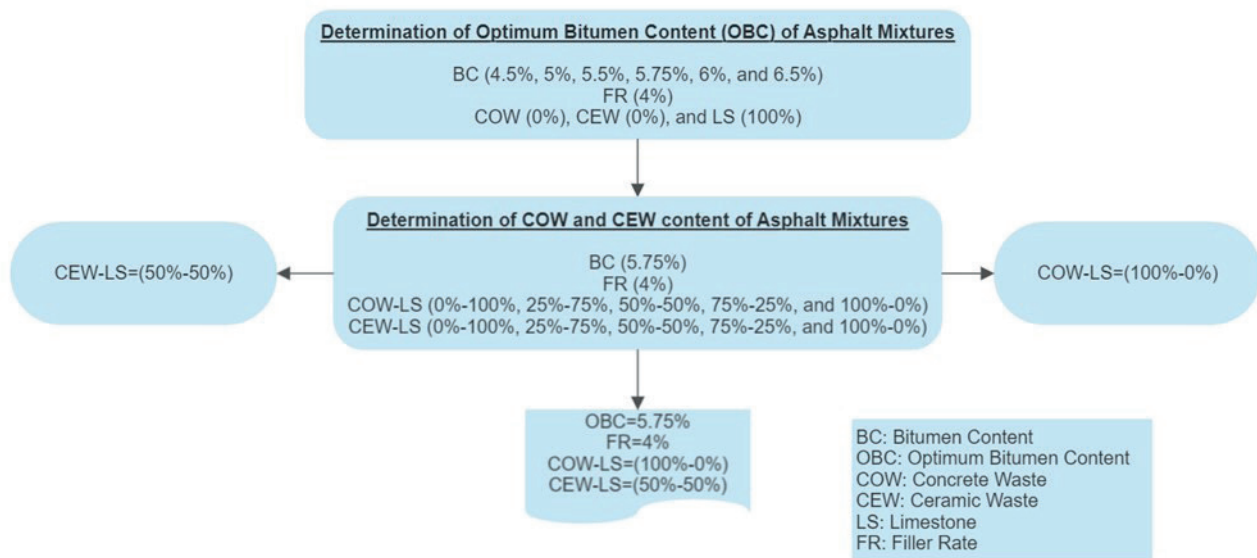 Determination of Optimum Bitumen Content (OBC) of Asphalt Mixtures
BC (4.5%, 5%, 5.5%, 5.75%, 6%, and 6.5%)
FR (4%)
COW (0%), CEW (0%), and LS (100%)
Determination of COW and CEW content of Asphalt Mixtures
BC (5.75%)
FR (4%)
COW-LS (0%-100%, 25%-75%, 50%-50%, 75%-25%, and 100%-0%)
CEW-LS (0%-100%, 25%-75%, 50%-50%, 75%-25%, and 100%-0%)
CEW-LS=(50%-50%)
COW-LS=(100%-0%)
OBC=5.75%
FR=4%
COW-LS=(100%-0%)
CEW-LS=(50%-50%)
BC: Bitumen Content
OBC: Optimum Bitumen Content
COW: Concrete Waste
CEW: Ceramic Waste
LS: Limestone
FR: Filler Rate